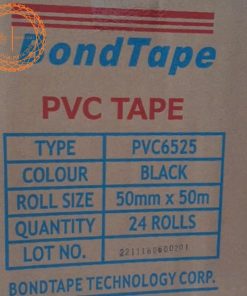 BondTape
PVC TAPE
TYPE PVC6525
COLOUR BLACK
ROLL SIZE 50mm x 50m
QUANTITY 24 ROLLS
LOT NO. 2211160600201
BONDTAPE TECHNOLOGY CORP.